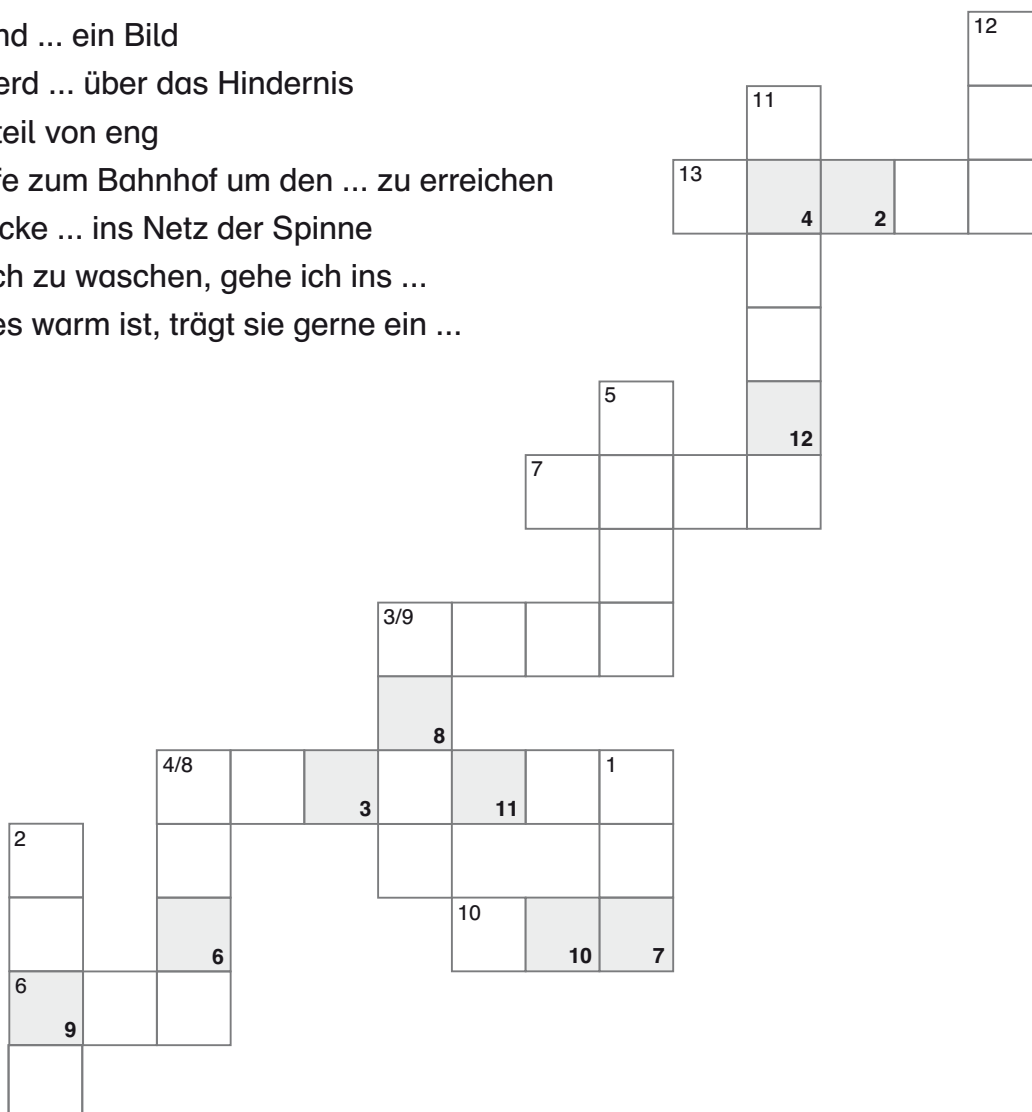 nd ... ein Bild
erd ... über das Hindernis
teil von eng
fe zum Bahnhof um den ... zu erreichen
cke ... ins Netz der Spinne
ch zu waschen, gehe ich ins ...
es warm ist, trägt sie gerne ein ...
12
11
13
4 2
5
12
7
3/9
8
4/8 1
3 11
2
10
6 10 7
6
9